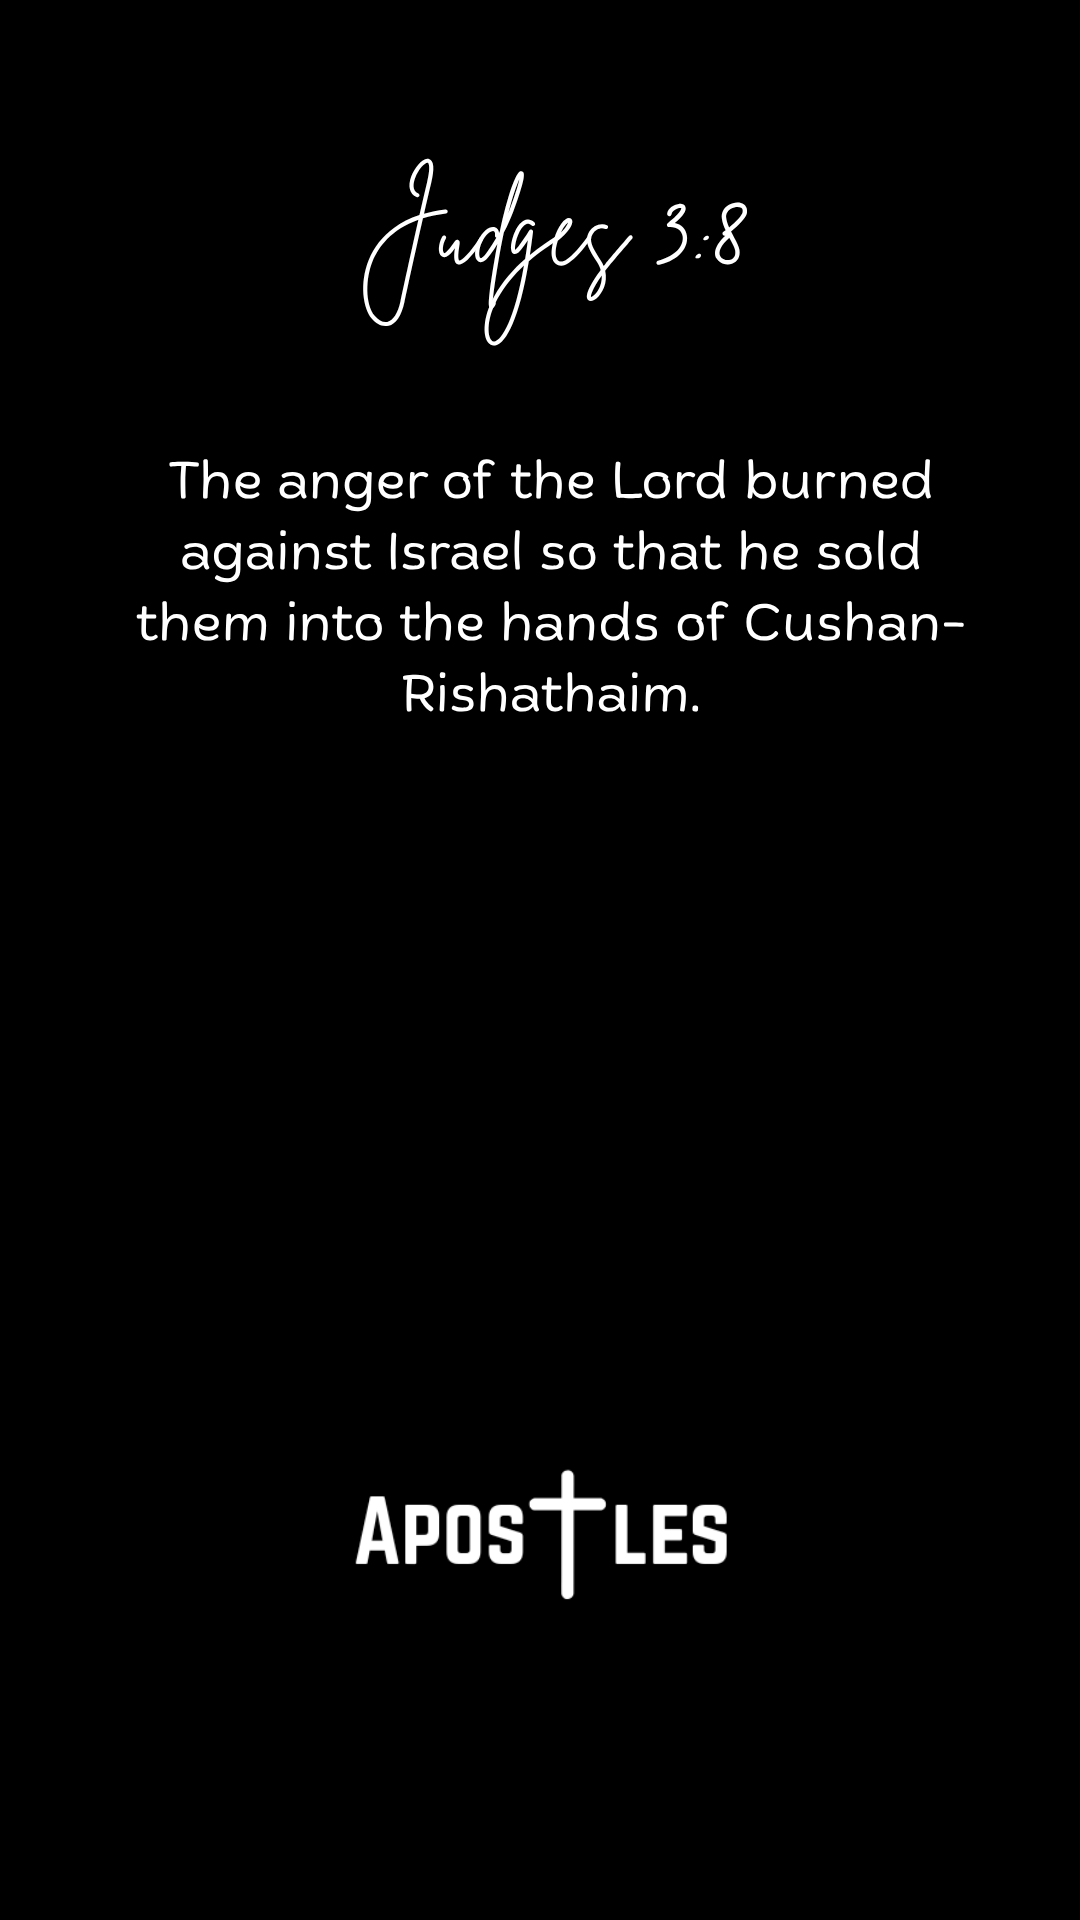 Judges 3:8
The anger of the Lord burned
against Israel so that he sold
them into the hands of Cushan-
Rishathaim.
APOSTLES